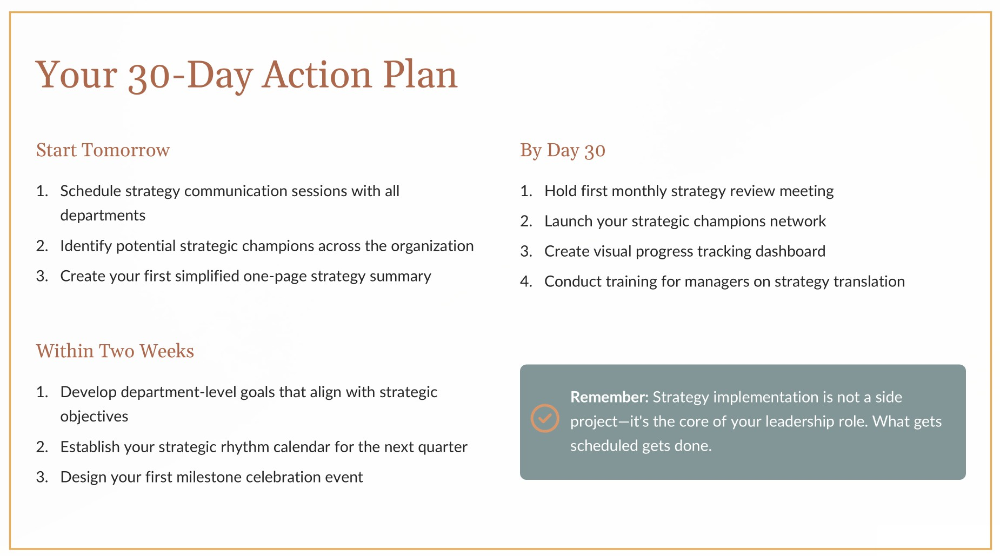 Your 30-Day Action Plan
Start Tomorrow
1. Schedule strategy communication sessions with all
departments
2. Identify potential strategic champions across the organization
3. Create your first simplified one-page strategy summary
Within Two Weeks
1. Develop department-level goals that align with strategic
objectives
2. Establish your strategic rhythm calendar for the next quarter
3. Design your first milestone celebration event
By Day 30
1. Hold first monthly strategy review meeting
2. Launch your strategic champions network
3. Create visual progress tracking dashboard
4. Conduct training for managers on strategy translation
Remember: Strategy implementation is not a side
project—it's the core of your leadership role. What gets
scheduled gets done.